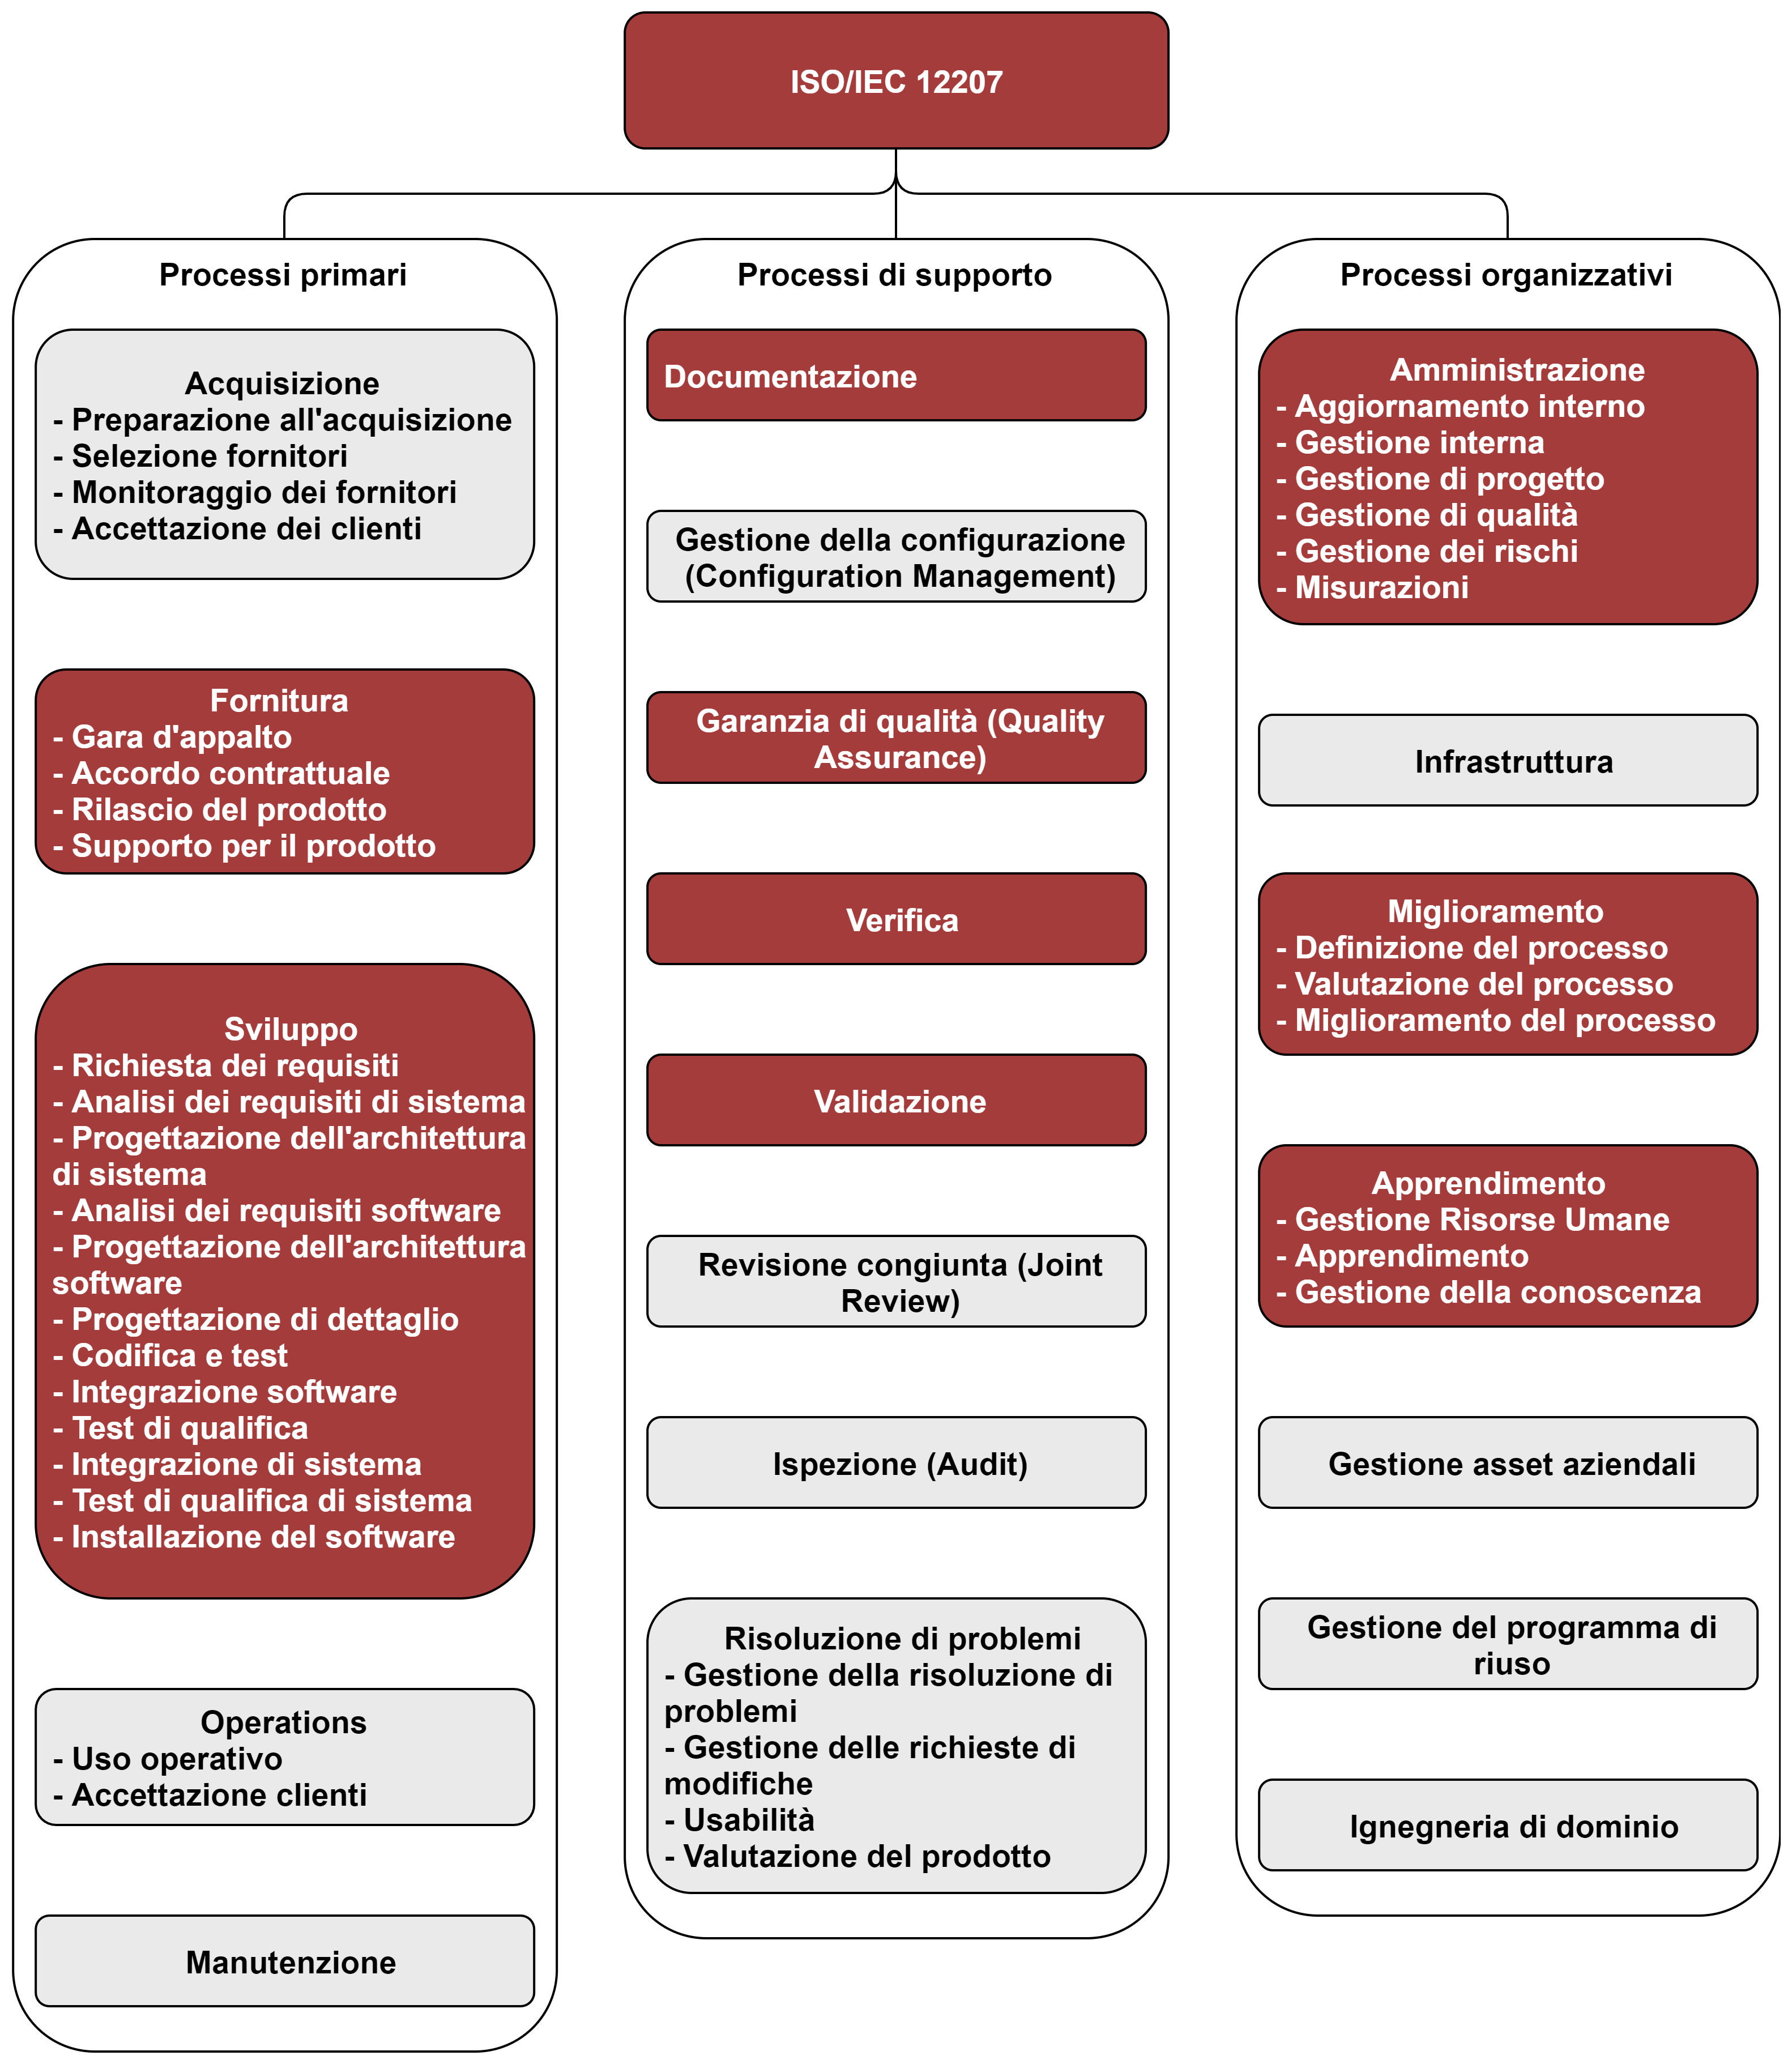 ISO/IEC 12207
Processi primari
Acquisizione
- Preparazione all'acquisizione
- Selezione fornitori
- Monitoraggio dei fornitori
- Accettazione dei clienti
Fornitura
- Gara d'appalto
- Accordo contrattuale
- Rilascio del prodotto
- Supporto per il prodotto
Sviluppo
- Richiesta dei requisiti
- Analisi dei requisiti di sistema
- Progettazione dell'architettura
di sistema
- Analisi dei requisiti software
- Progettazione dell'architettura
software
- Progettazione di dettaglio
- Codifica e test
- Integrazione software
- Test di qualifica
- Integrazione di sistema
- Test di qualifica di sistema
- Installazione del software
Operations
- Uso operativo
- Accettazione clienti
Manutenzione
Processi di supporto
Documentazione
Gestione della configurazione
(Configuration Management)
Garanzia di qualità (Quality
Assurance)
Verifica
Validazione
Revisione congiunta (Joint
Review)
Ispezione (Audit)
Risoluzione di problemi
- Gestione della risoluzione di
problemi
- Gestione delle richieste di
modifiche
- Usabilità
- Valutazione del prodotto
Processi organizzativi
Amministrazione
- Aggiornamento interno
- Gestione interna
- Gestione di progetto
- Gestione di qualità
- Gestione dei rischi
- Misurazioni
Infrastruttura
Miglioramento
- Definizione del processo
- Valutazione del processo
- Miglioramento del processo
Apprendimento
- Gestione Risorse Umane
- Apprendimento
- Gestione della conoscenza
Gestione asset aziendali
Gestione del programma di
riuso
Ignegneria di dominio